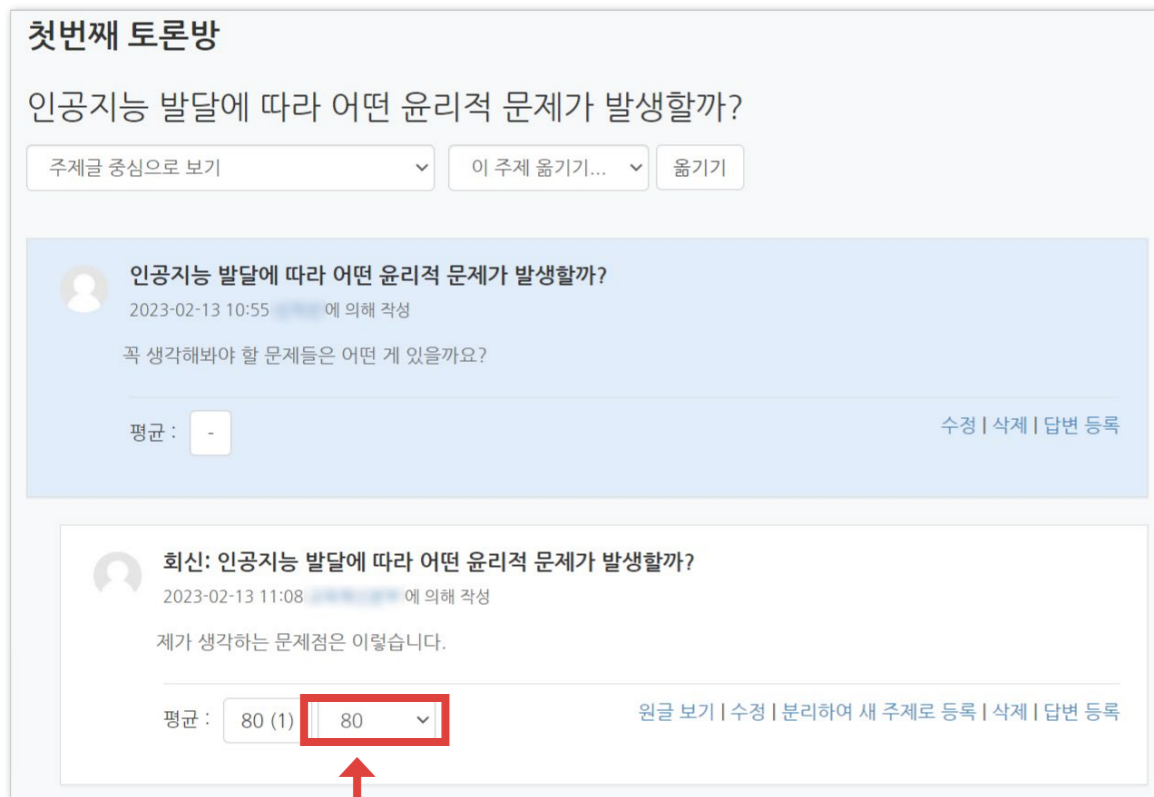 첫번째 토론방
인공지능 발달에 따라 어떤 윤리적 문제가 발생할까?
주제글 중심으로 보기 이 주제 옮기기... 옮기기
인공지능 발달에 따라 어떤 윤리적 문제가 발생할까?
2023-02-13 10:55 에 의해 작성
꼭 생각해봐야 할 문제들은 어떤 게 있을까요?
평균 : - 수정 | 삭제 | 답변 등록
회신: 인공지능 발달에 따라 어떤 윤리적 문제가 발생할까?
2023-02-13 11:08 에 의해 작성
제가 생각하는 문제점은 이렇습니다.
평균 : 80 (1) 80 원글 보기 | 수정 | 분리하여 새 주제로 등록 | 삭제 | 답변 등록